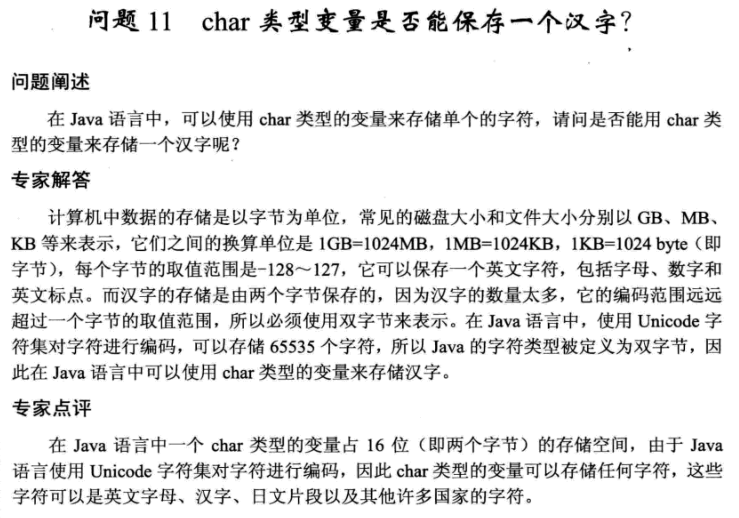 问题 11 char 类型变量是否能保存一个汉字？
问题阐述
在 Java 语言中，可以使用 char 类型的变量来存储单个的字符，请问是否能用 char 类
型的变量来存储一个汉字呢？
专家解答
计算机中数据的存储是以字节为单位，常见的磁盘大小和文件大小分别以 GB、MB、
KB 等来表示，它们之间的换算单位是 1GB=1024MB，1MB=1024KB，1KB=1024 byte（即
字节），每个字节的取值范围是−128～127，它可以保存一个英文字符，包括字母、数字和
英文标点。而汉字的存储是由两个字节保存的，因为汉字的数量太多，它的编码范围远远
超过一个字节的取值范围，所以必须使用双字节来表示。在 Java 语言中，使用 Unicode 字
符集对字符进行编码，可以存储 65535 个字符，所以 Java 的字符类型被定义为双字节，因
此在 Java 语言中可以使用 char 类型的变量来存储汉字。
专家点评
在 Java 语言中一个 char 类型的变量占 16 位（即两个字节）的存储空间，由于 Java
语言使用 Unicode 字符集对字符进行编码，因此 char 类型的变量可以存储任何字符，这些
字符可以是英文字母、汉字、日文片段以及其他许多国家的字符。